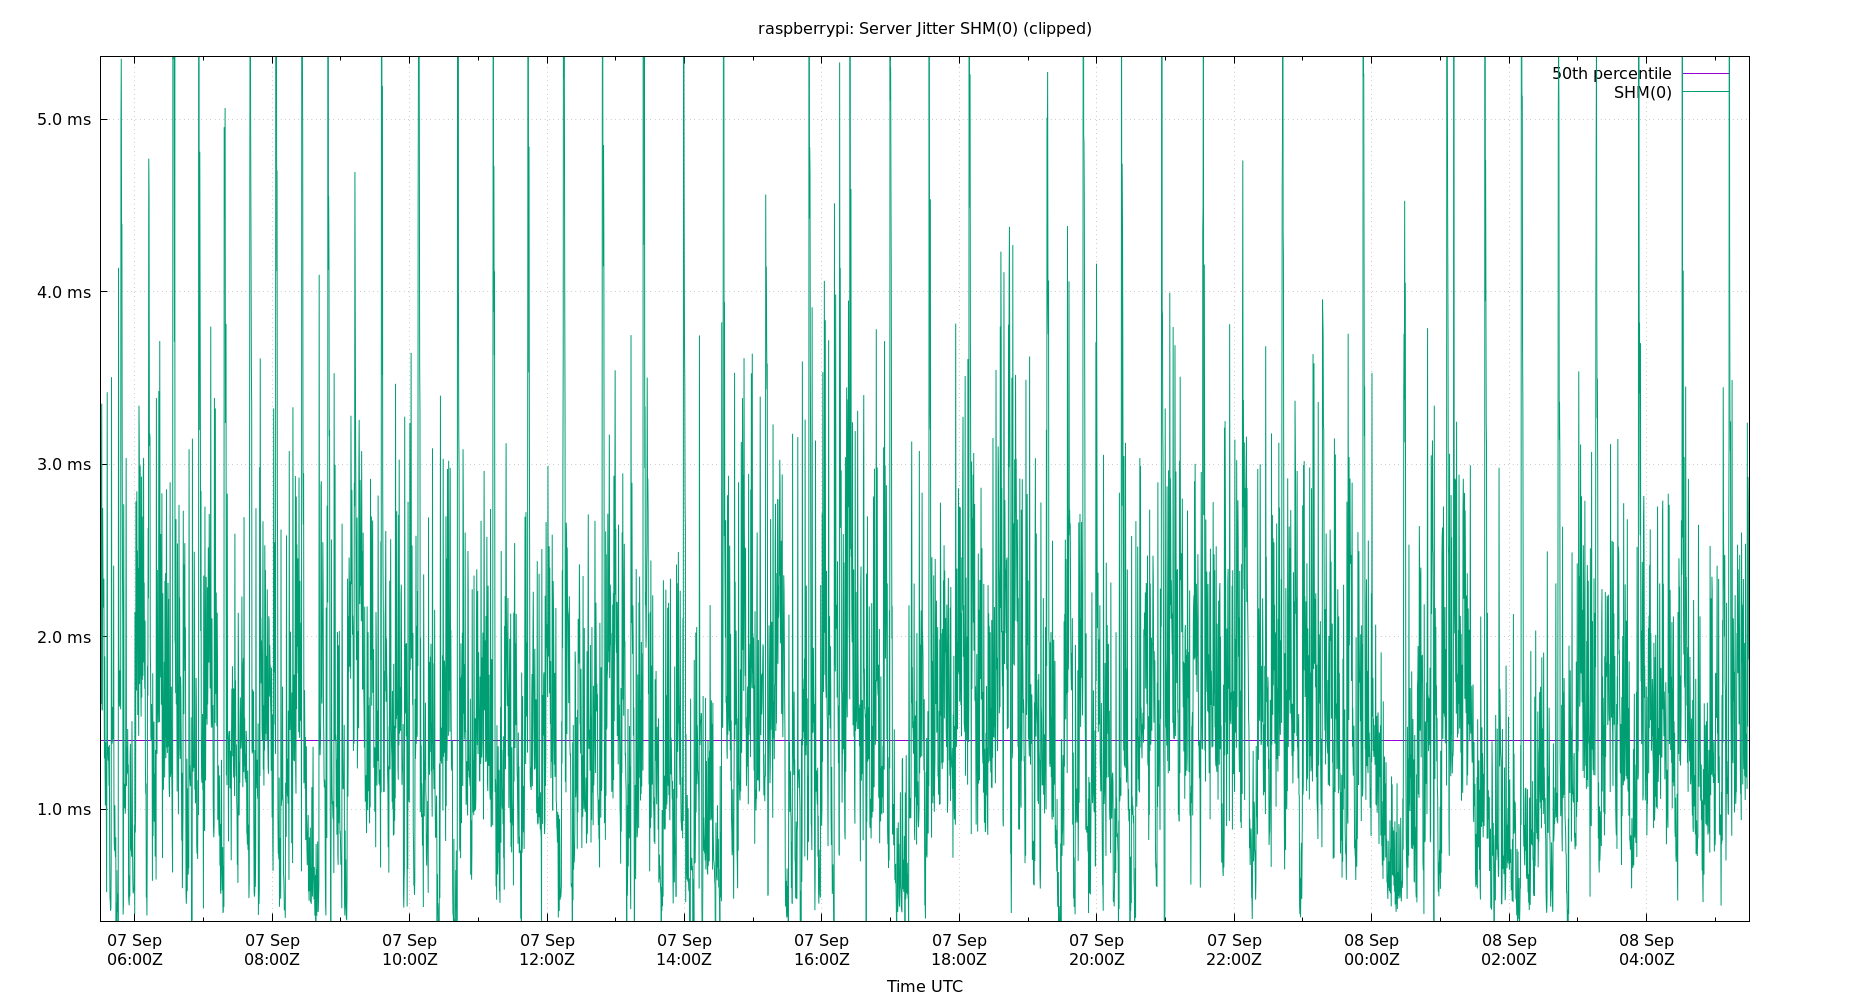 raspberrypi: Server Jitter SHM(0) (clipped)
50th percentile
SHM(0)
5.0 ms
4.0 ms
3.0 ms
2.0 ms
1.0 ms
07 Sep 07 Sep 07 Sep 07 Sep 07 Sep 07 Sep 07 Sep 07 Sep 07 Sep 08 Sep 08 Sep 08 Sep
06:00Z 08:00Z 10:00Z 12:00Z 14:00Z 16:00Z 18:00Z 20:00Z 22:00Z 00:00Z 02:00Z 04:00Z
Time UTC